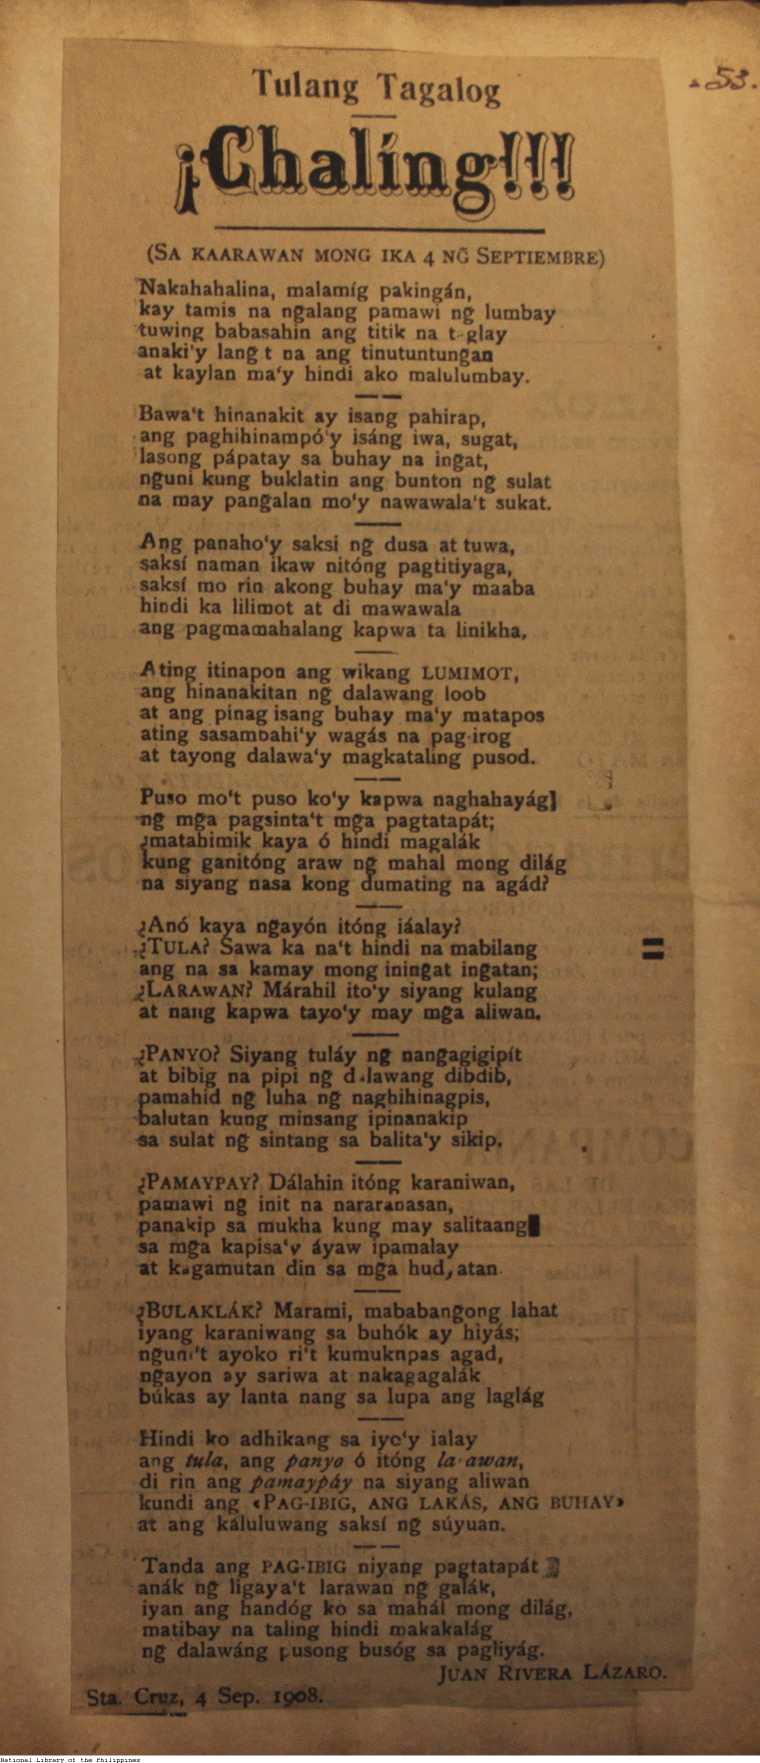 Tulang Tagalog
53.
¡Chalíng!!!
(SA KAARAWAN MONG IKA 4 NG̃ SEPTIEMBRE)
Nakahahalina, malamíg pakingán,
kay tamis na ngalang pamawi ng lumbay
tuwing babasahin ang titik na t glay
anaki'y lang t na ang tinutuntungan
at kaylan ma'y hindi ako malulumbay.
Bawa't hinanakit ay isang pahirap,
ang paghihinampó'y isáng iwa, sugat,
lasong pápatay sa buhay na ingat,
nguni kung buklatin ang bunton ng sulat
na may pangalan mo'y nawawala't sukat.
Ang panaho'y saksi ng dusa at tuwa,
saksí naman ikaw nitóng pagtitiyaga,
saksí mo rin akong buhay ma'y maaba
hindi ka lilimot at di mawawala
ang pagmamahalang kapwa ta linikha.
Ating itinapon ang wikang LUMIMOT,
ang hinanakitan ng dalawang loob
at ang pinag isang buhay ma'y matapos
ating sasambahi'y wagás na pag-irog
at tayong dalawa'y magkataling pusod.
Puso mo't puso ko'y kapwa naghahayág
ng mga pagsinta't mga pagtatapát;
¿matahimik kaya ó hindi magalák
kung ganitóng araw ng mahal mong dilág
na siyang nasa kong dumating na agád?
¿Anó kaya ngayón itóng iáalay?
¿TULA? Sawa ka na't hindi na mabilang
ang na sa kamay mong iningat ingatan;
¿LARAWAN? Márahil ito'y siyang kulang
at nang kapwa tayo'y may mga aliwan.
¿PANYO? Siyang tuláy ng nangagigipít
at bibig na pipi ng d lawang dibdib,
pamahid ng luha ng naghihinagpis,
balutan kung minsang ipinanakip
sa sulat ng sintang sa balita'y sikip.
¿PAMAYPAY? Dálahin itóng karaniwan,
pamawi ng init na nararanasan,
panakip sa mukha kung may salitaang
sa mga kapisa'y áyaw ipamalay
at kagamutan din sa mga hud,atan.
¿BULAKLÁK? Marami, mababangong lahat
iyang karaniwang sa buhók ay hiyás;
nguni't ayoko ri't kumukupas agad,
ngayon ay sariwa at nakagagalák
búkas ay lanta nang sa lupa ang laglág
Hindi ko adhikang sa iyo'y ialay
ang tula, ang panyo ó itóng la awan,
di rin ang pamaypáy na siyang aliwan
kundi ang «PAG-IBIG, ANG LAKÁS, ANG BUHAY»
at ang káluluwang saksí ng súyuan.
Tanda ang PAG-IBIG niyang pagtatapát
anák ng ligaya't larawan ng galák,
iyan ang handóg ko sa mahál mong dilág,
matibay na taling hindi makakalág
ng dalawáng pusong busóg sa pagliyág.
JUAN RIVERA LÁZARO.
Sta. Cruz, 4 Sep. 1908.
National Library of the Philippines